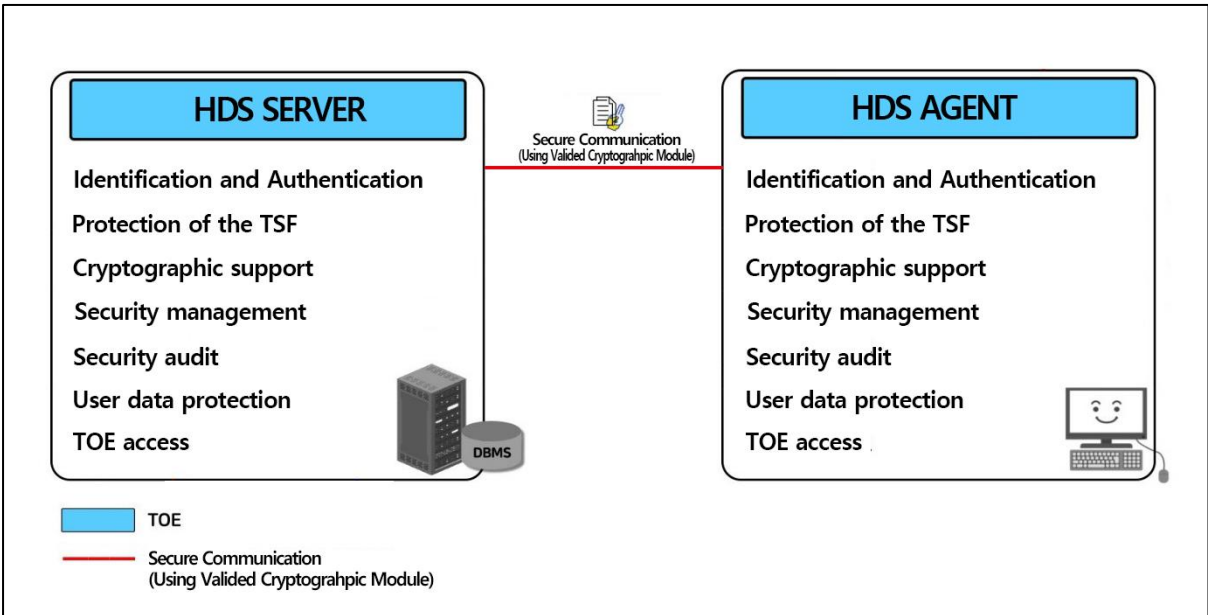 HDS SERVER
Identification and Authentication
Protection of the TSF
Cryptographic support
Security management
Security audit
User data protection
TOE access
DBMS
Secure Communication
(Using Valided Cryptograhpic Module)
HDS AGENT
Identification and Authentication
Protection of the TSF
Cryptographic support
Security management
Security audit
User data protection
TOE access
TOE
Secure Communication
(Using Valided Cryptograhpic Module)